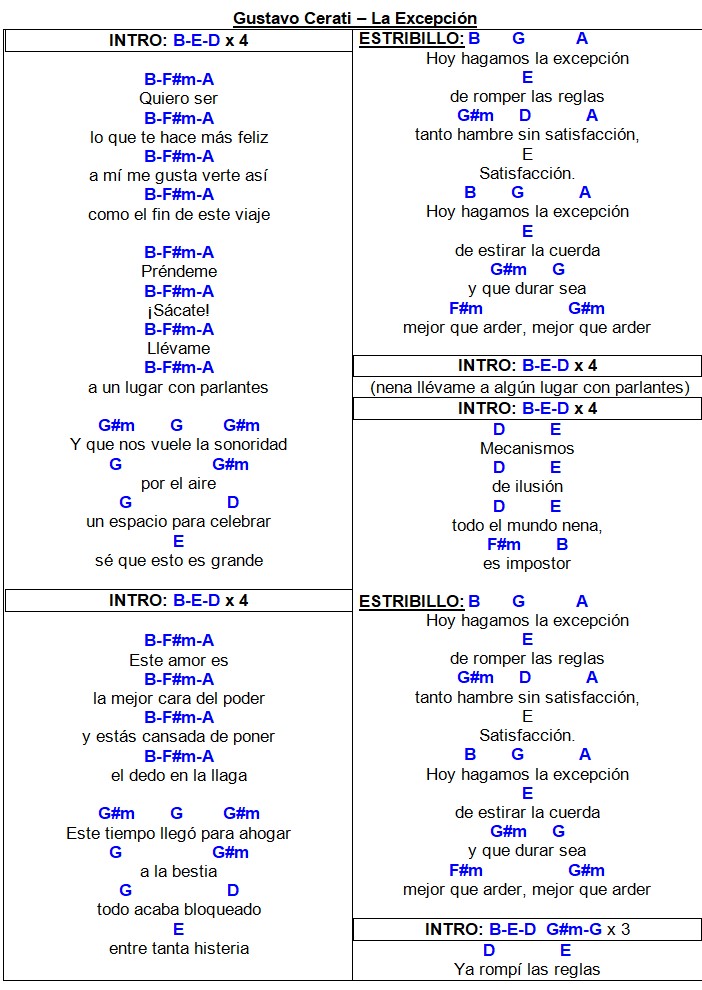 Gustavo Cerati – La Excepción
INTRO: B-E-D x 4
B-F#m-A
Quiero ser
B-F#m-A
lo que te hace más feliz
B-F#m-A
a mí me gusta verte así
B-F#m-A
como el fin de este viaje
B-F#m-A
Préndeme
B-F#m-A
¡Sácate!
B-F#m-A
Llévame
B-F#m-A
a un lugar con parlantes
G#m G G#m
Y que nos vuele la sonoridad
G G#m
por el aire
G D
un espacio para celebrar
E
sé que esto es grande
INTRO: B-E-D x 4
B-F#m-A
Este amor es
B-F#m-A
la mejor cara del poder
B-F#m-A
y estás cansada de poner
B-F#m-A
el dedo en la llaga
G#m G G#m
Este tiempo llegó para ahogar
G G#m
a la bestia
G D
todo acaba bloqueado
E
entre tanta histeria
ESTRIBILLO: B G A
Hoy hagamos la excepción
E
de romper las reglas
G#m D A
tanto hambre sin satisfacción,
E
Satisfacción.
B G A
Hoy hagamos la excepción
E
de estirar la cuerda
G#m G
y que durar sea
F#m G#m
mejor que arder, mejor que arder
INTRO: B-E-D x 4
(nena llévame a algún lugar con parlantes)
INTRO: B-E-D x 4
D E
Mecanismos
D E
de ilusión
D E
todo el mundo nena,
F#m B
es impostor
ESTRIBILLO: B G A
Hoy hagamos la excepción
E
de romper las reglas
G#m D A
tanto hambre sin satisfacción,
E
Satisfacción.
B G A
Hoy hagamos la excepción
E
de estirar la cuerda
G#m G
y que durar sea
F#m G#m
mejor que arder, mejor que arder
INTRO: B-E-D G#m-G x 3
D E
Ya rompí las reglas